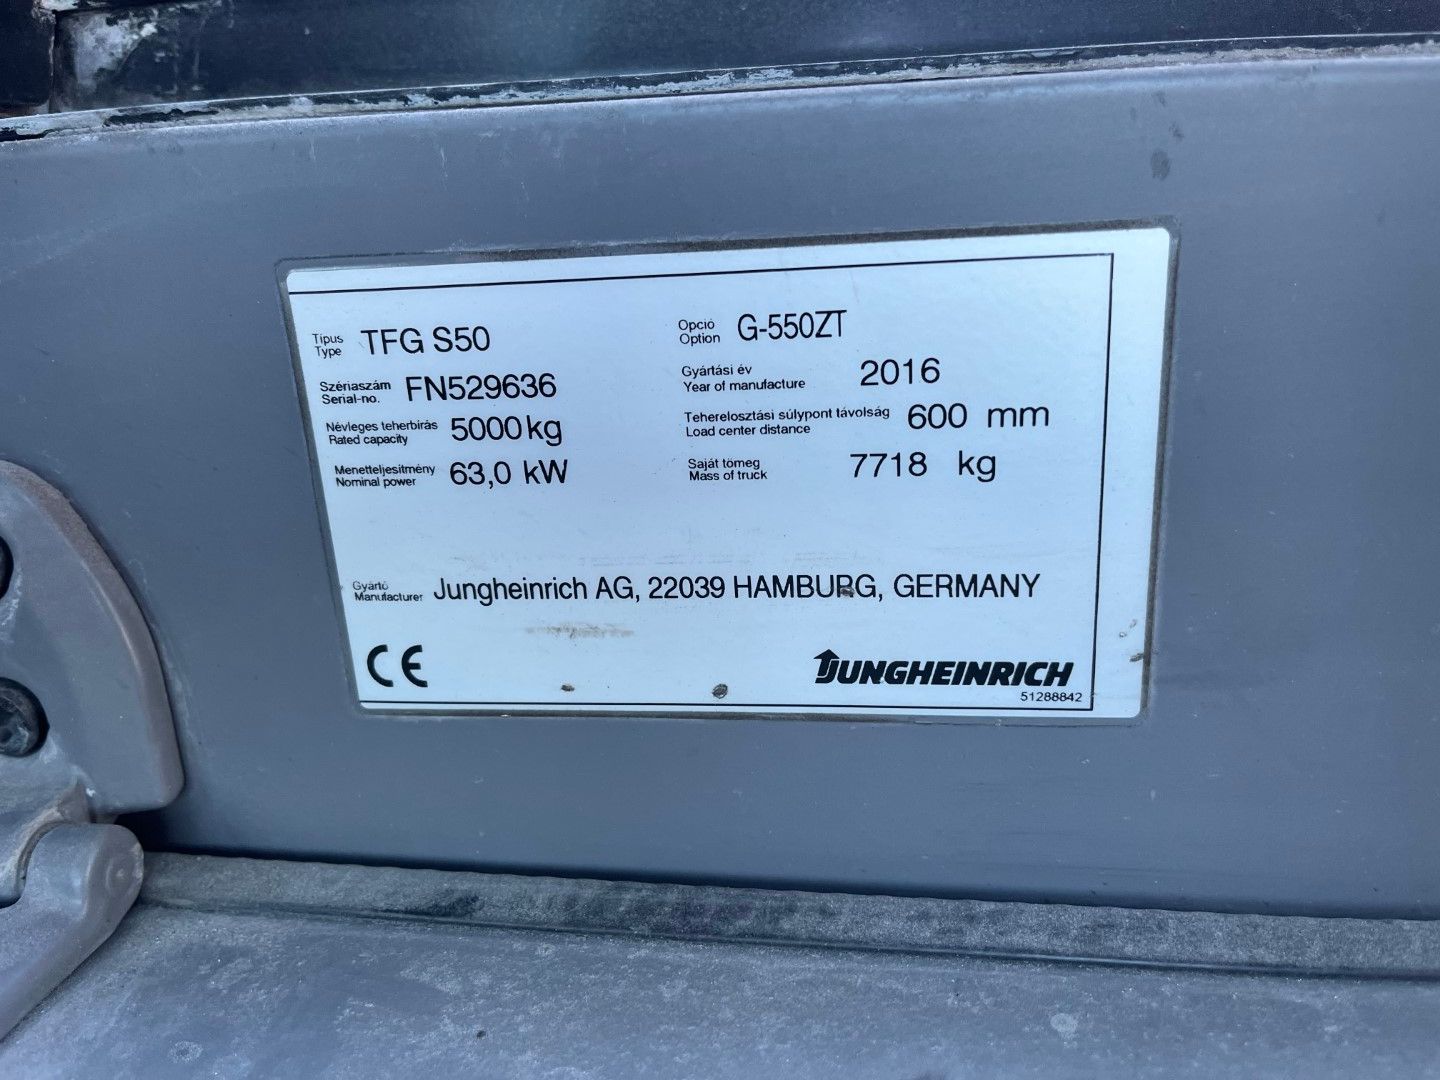 Típus TFG S50 Opció G-550ZT
Type Option
Szériaszám FN529636 Gyártási év 2016
Serial-no. Year of manufacture
Névleges teherbírás 5000 kg Teherelosztási súlypont távolság 600 mm
Rated capacity Load center distance
Menetteljesítmény 63,0 kW Saját tömeg 7718 kg
Nominal power Mass of truck
Gyártó Jungheinrich AG, 22039 HAMBURG, GERMANY
Manufacturer
CE JUNGHEINRICH
51288842